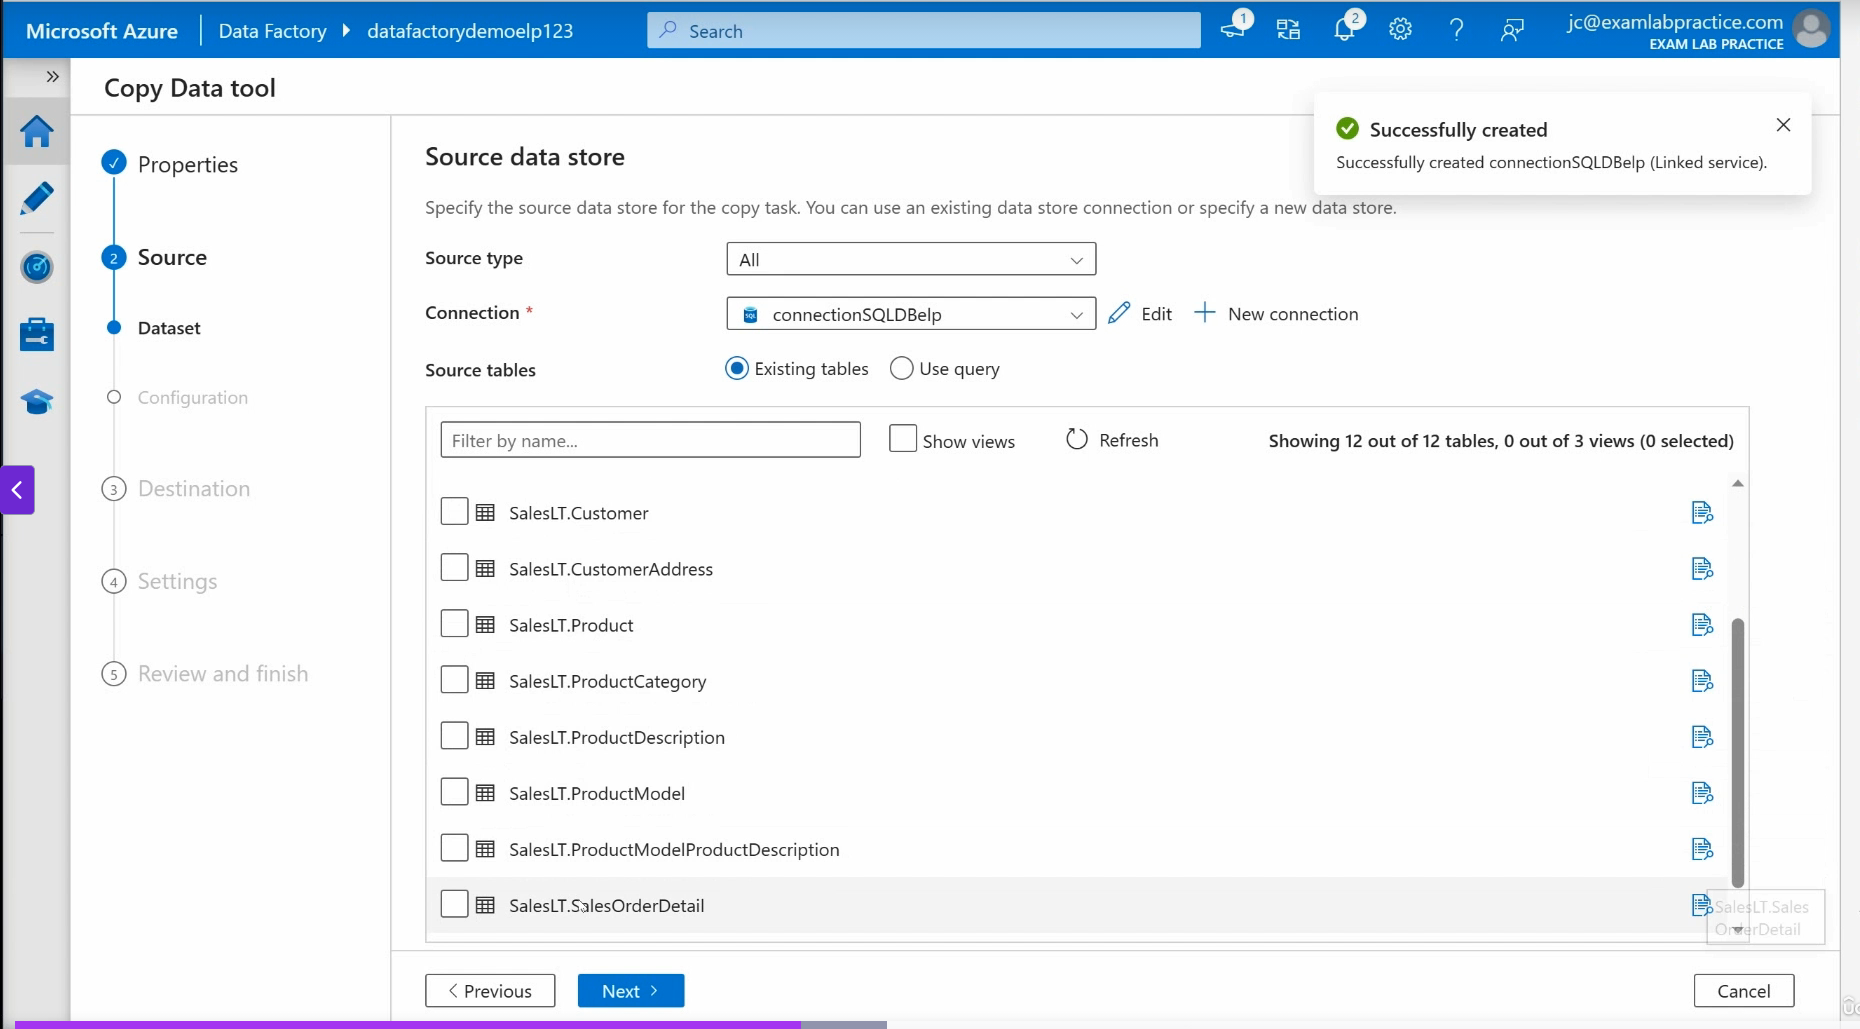 Microsoft Azure
Data Factory
datafactorydemoelp123
Search
1
2
jc@examlabpractice.com
EXAM LAB PRACTICE
Copy Data tool
Successfully created
Successfully created connectionSQLDBelp (Linked service).
Properties
2 Source
Dataset
Configuration
3 Destination
4 Settings
5 Review and finish
Source data store
Specify the source data store for the copy task. You can use an existing data store connection or specify a new data store.
Source type
All
Connection *
SQL connectionSQLDBelp
Edit
New connection
Source tables
Existing tables
Use query
Filter by name...
Show views
Refresh
Showing 12 out of 12 tables, 0 out of 3 views (0 selected)
SalesLT.Customer
SalesLT.CustomerAddress
SalesLT.Product
SalesLT.ProductCategory
SalesLT.ProductDescription
SalesLT.ProductModel
SalesLT.ProductModelProductDescription
SalesLT.SalesOrderDetail
SalesLT.Sales
OrderDetail
Previous
Next
Cancel